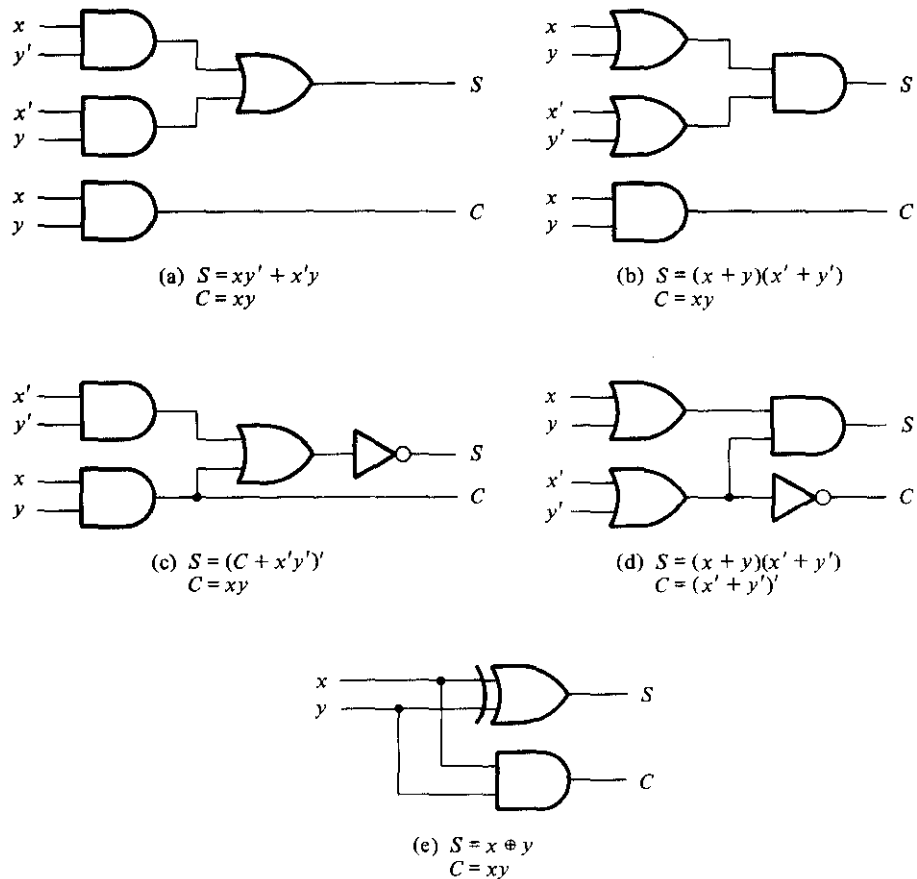 x
y′
x′
y
x
y
S
C
(a) S = xy′ + x′y
C = xy
x
y
x′
y′
x
y
S
C
(b) S = (x + y)(x′ + y′)
C = xy
x′
y′
x
y
S
C
(c) S = (C + x′y′)′
C = xy
x
y
x′
y′
S
C
(d) S = (x + y)(x′ + y′)
C = (x′ + y′)′
x
y
S
C
(e) S = x ⊕ y
C = xy